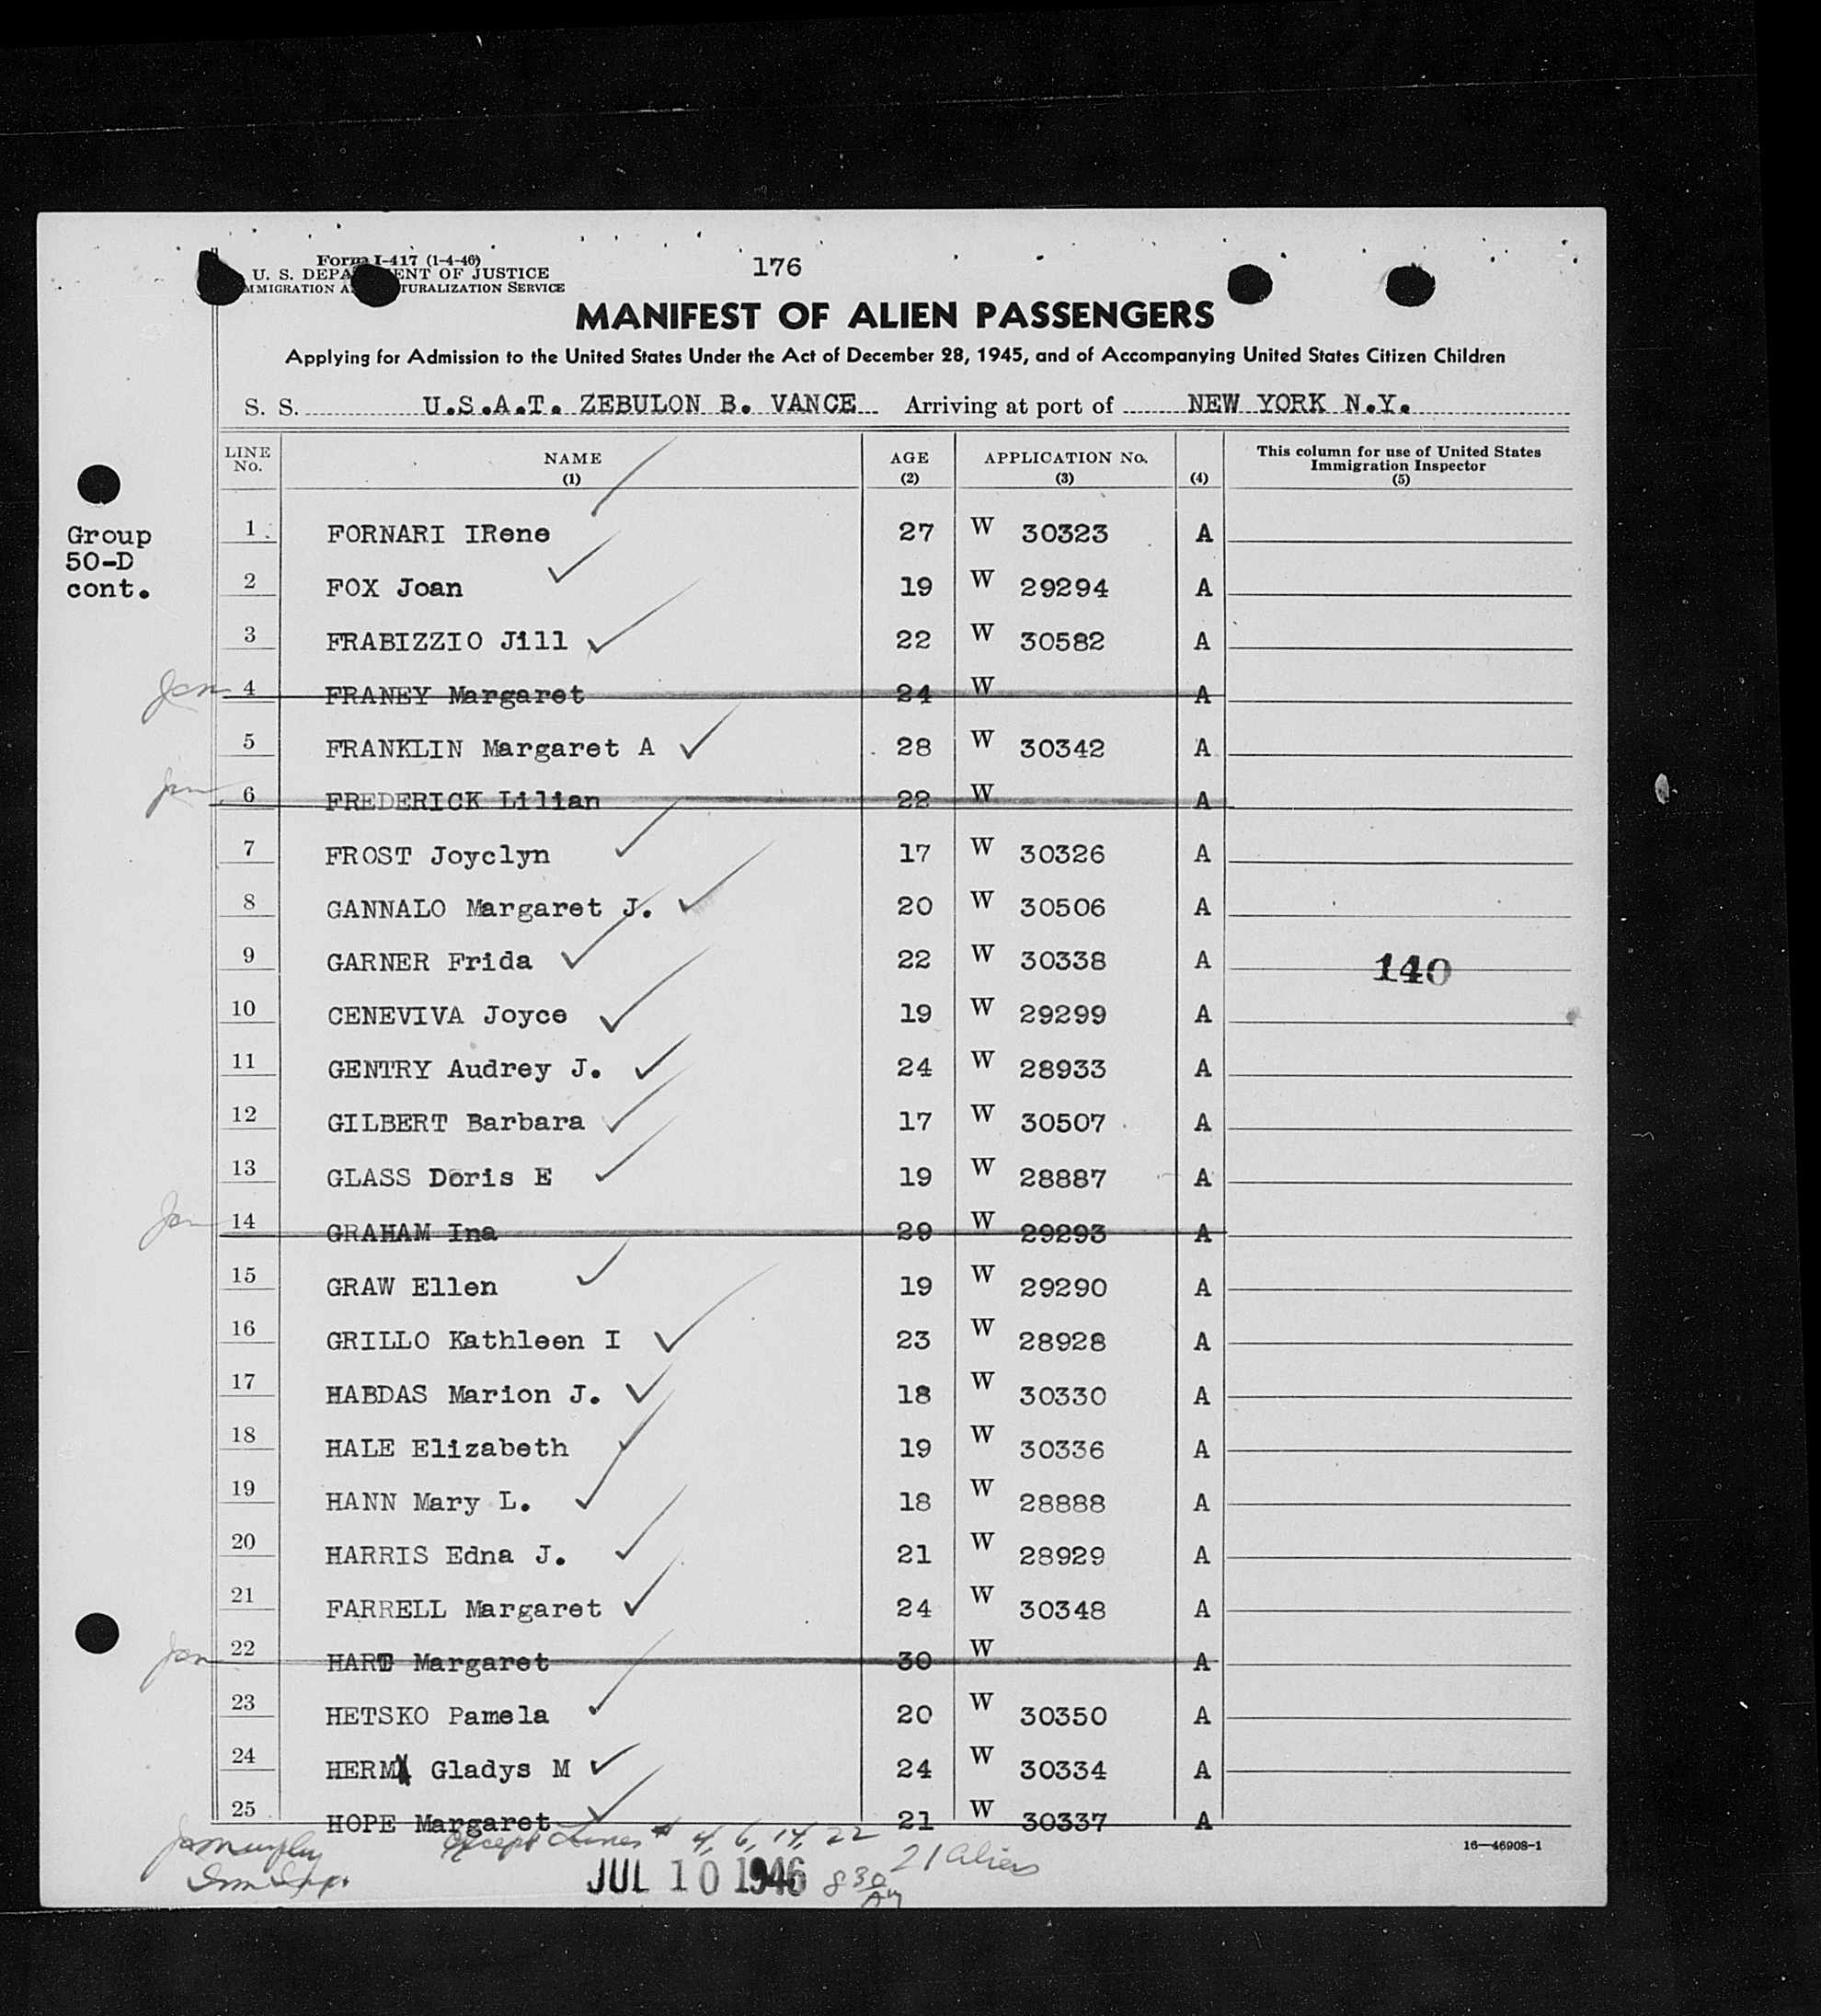 Form I-417 (1-4-46)
U. S. DEPA ENT OF JUSTICE
MMIGRATION A TURALIZATION SERVICE
176
MANIFEST OF ALIEN PASSENGERS
Applying for Admission to the United States Under the Act of December 28, 1945, and of Accompanying United States Citizen Children
S. S. U.S.A.T. ZEBULON B. VANCE Arriving at port of NEW YORK N.Y.
LINE No. NAME (1) AGE (2) APPLICATION No. (3) (4) This column for use of United States Immigration Inspector (5)
Group
50-D
cont.
1 FORNARI IRene 27 W 30323 A
2 FOX Joan 19 W 29294 A
3 FRABIZZIO Jill 22 W 30582 A
4 FRANEY Margaret 24 W A
5 FRANKLIN Margaret A 28 W 30342 A
6 FREDERICK Lilian 22 W A
7 FROST Joyclyn 17 W 30326 A
8 GANNALO Margaret J. 20 W 30506 A
9 GARNER Frida 22 W 30338 A 140
10 CENEVIVA Joyce 19 W 29299 A
11 GENTRY Audrey J. 24 W 28933 A
12 GILBERT Barbara 17 W 30507 A
13 GLASS Doris E 19 W 28887 A
14 GRAHAM Ina 29 W 29293 A
15 GRAW Ellen 19 W 29290 A
16 GRILLO Kathleen I 23 W 28928 A
17 HABDAS Marion J. 18 W 30330 A
18 HALE Elizabeth 19 W 30336 A
19 HANN Mary L. 18 W 28888 A
20 HARRIS Edna J. 21 W 28929 A
21 FARRELL Margaret 24 W 30348 A
22 HART Margaret 30 W A
23 HETSKO Pamela 20 W 30350 A
24 HERM Gladys M 24 W 30334 A
25 HOPE Margaret 21 W 30337 A
Except Lines # 4, 6, 14, 22
21 aliens
JUL 10 1946 8 30 AM
16—46908-1